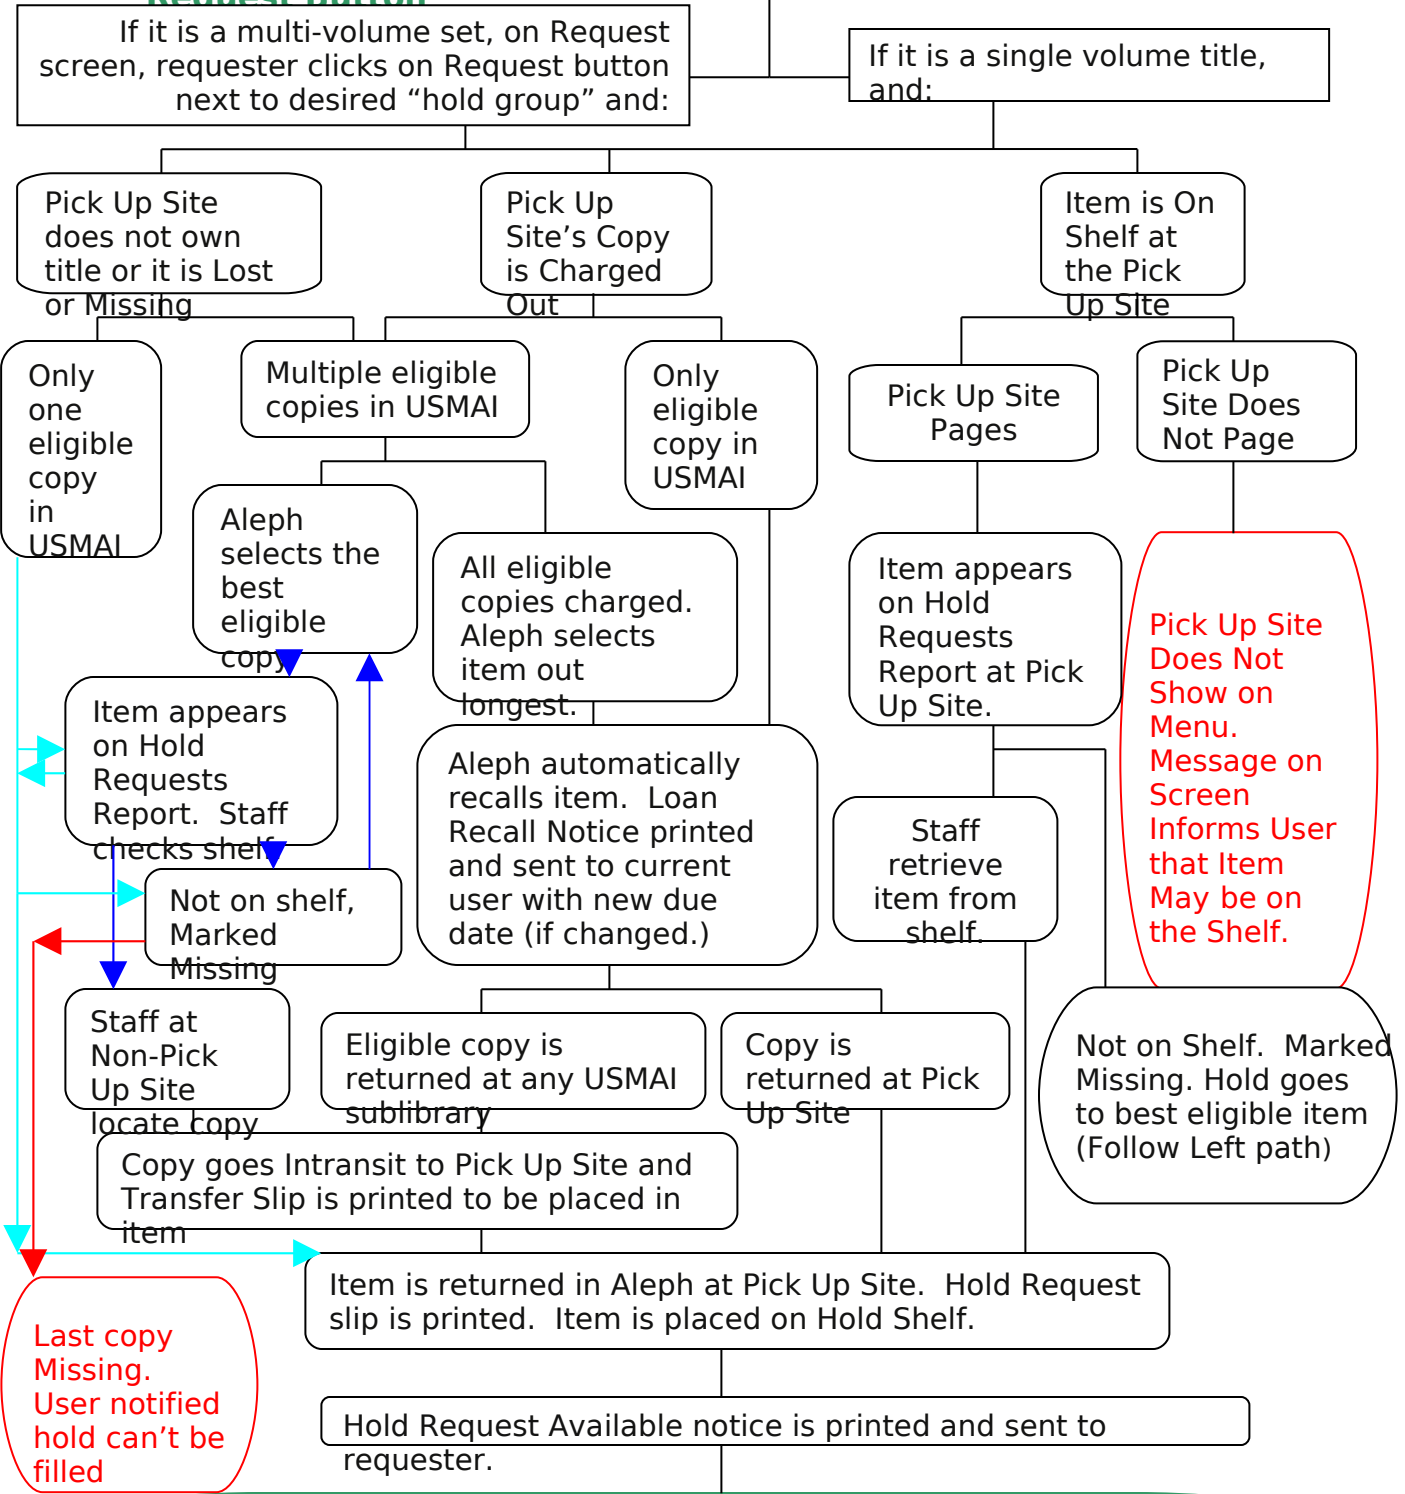 Request button
If it is a multi-volume set, on Request
screen, requester clicks on Request button
next to desired “hold group” and:
If it is a single volume title,
and:
Pick Up Site
does not own
title or it is Lost
or Missing
Pick Up
Site’s Copy
is Charged
Out
Item is On
Shelf at
the Pick
Up Site
Only
one
eligible
copy
in
USMAI
Multiple eligible
copies in USMAI
Only
eligible
copy in
USMAI
Pick Up Site
Pages
Pick Up
Site Does
Not Page
Aleph
selects the
best
eligible
copy
All eligible
copies charged.
Aleph selects
item out
longest.
Item appears
on Hold
Requests
Report at Pick
Up Site.
Pick Up Site
Does Not
Show on
Menu.
Message on
Screen
Informs User
that Item
May be on
the Shelf.
Item appears
on Hold
Requests
Report.  Staff
checks shelf
Aleph automatically
recalls item.  Loan
Recall Notice printed
and sent to current
user with new due
date (if changed.)
Staff
retrieve
item from
shelf.
Not on shelf,
Marked
Missing
Staff at
Non-Pick
Up Site
locate copy
Eligible copy is
returned at any USMAI
sublibrary
Copy is
returned at Pick
Up Site
Not on Shelf.  Marked
Missing. Hold goes
to best eligible item
(Follow Left path)
Copy goes Intransit to Pick Up Site and
Transfer Slip is printed to be placed in
item
Item is returned in Aleph at Pick Up Site.  Hold Request
slip is printed.  Item is placed on Hold Shelf.
Last copy
Missing.
User notified
hold can’t be
filled
Hold Request Available notice is printed and sent to
requester.